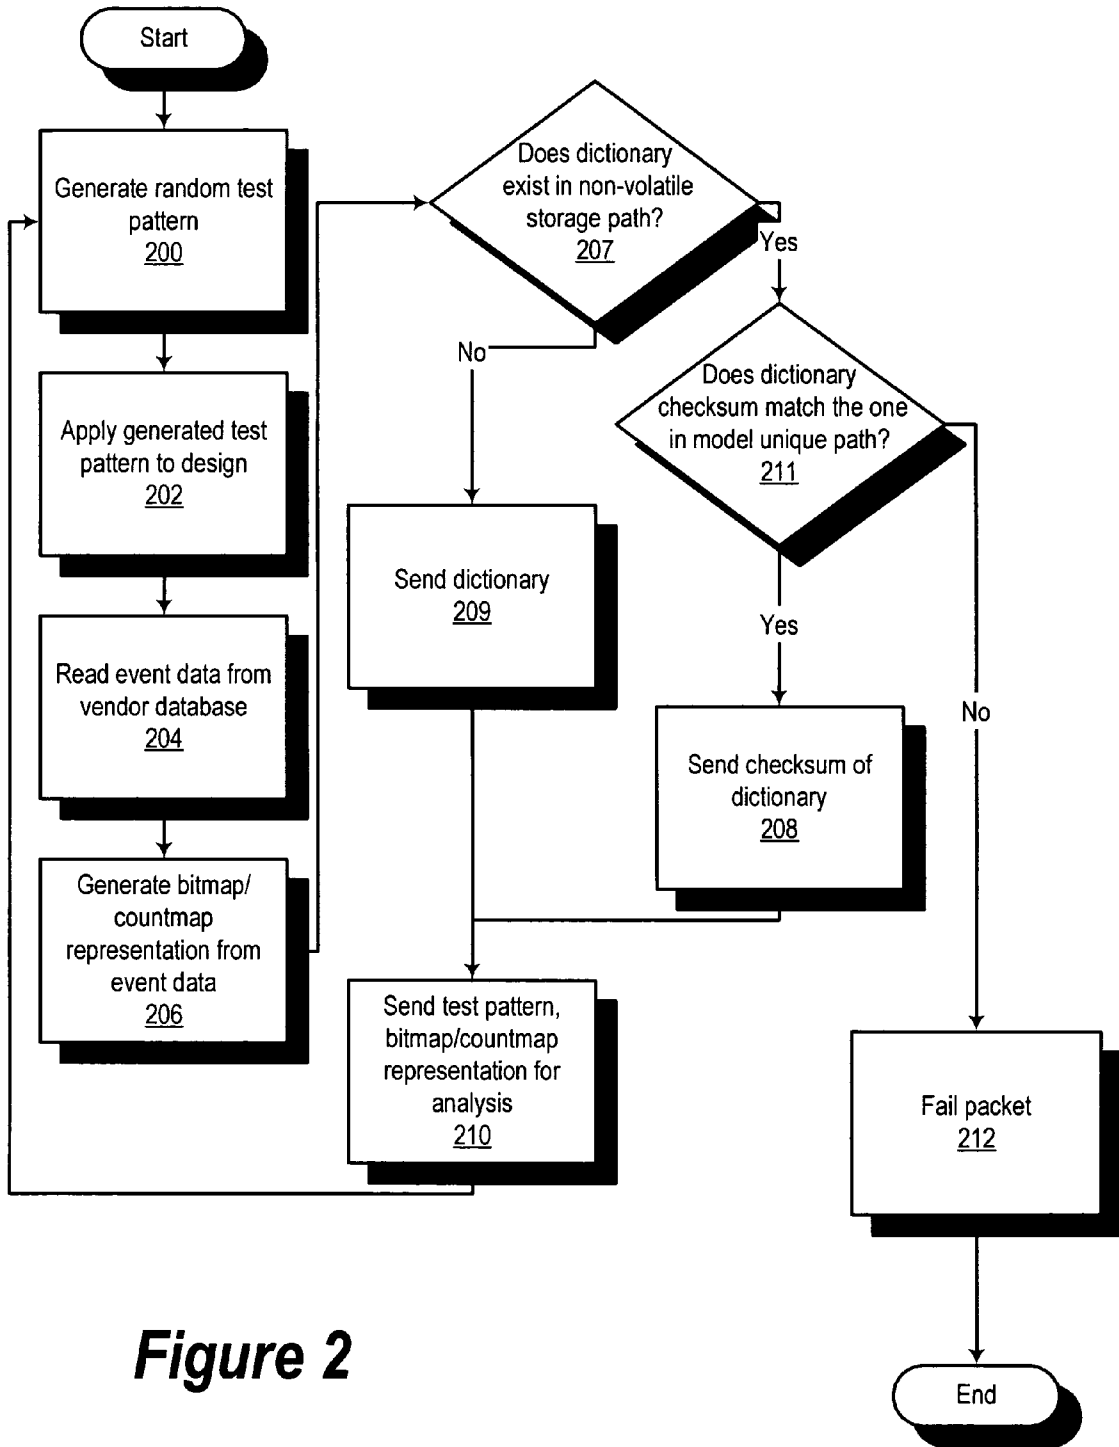 Start
Generate random test
pattern
200
Apply generated test
pattern to design
202
Read event data from
vendor database
204
Generate bitmap/
countmap
representation from
event data
206
Does dictionary
exist in non-volatile
storage path?
207
Yes
No
Does dictionary
checksum match the one
in model unique path?
211
Send dictionary
209
Yes
No
Send checksum of
dictionary
208
Send test pattern,
bitmap/countmap
representation for
analysis
210
Fail packet
212
End
Figure 2